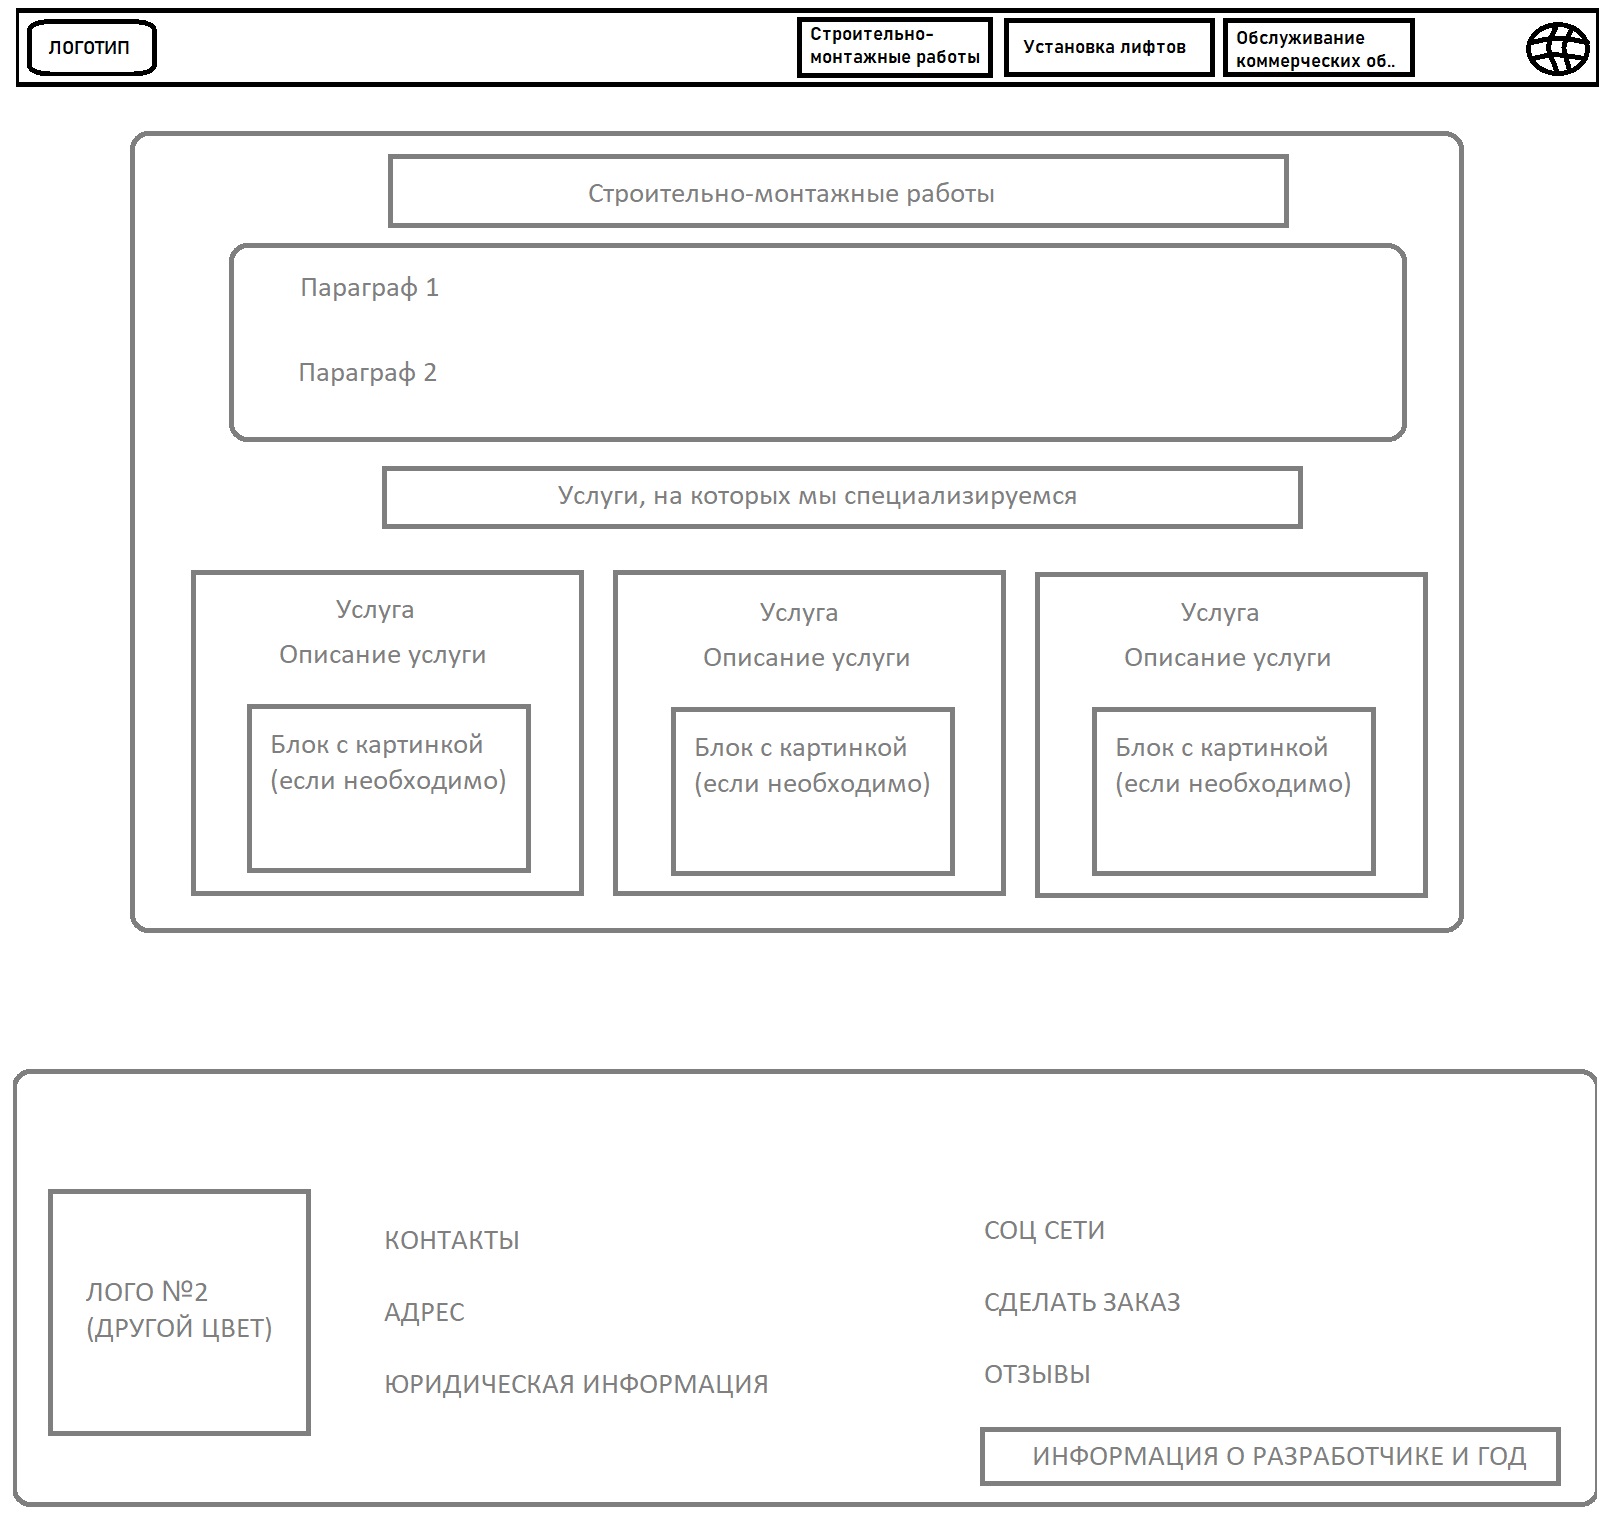 ЛОГОТИП
Строительно-
монтажные работы
Установка лифтов
Обслуживание
коммерческих об..
Строительно-монтажные работы
Параграф 1
Параграф 2
Услуги, на которых мы специализируемся
Услуга
Описание услуги
Блок с картинкой
(если необходимо)
Услуга
Описание услуги
Блок с картинкой
(если необходимо)
Услуга
Описание услуги
Блок с картинкой
(если необходимо)
ЛОГО №2
(ДРУГОЙ ЦВЕТ)
КОНТАКТЫ
АДРЕС
ЮРИДИЧЕСКАЯ ИНФОРМАЦИЯ
СОЦ СЕТИ
СДЕЛАТЬ ЗАКАЗ
ОТЗЫВЫ
ИНФОРМАЦИЯ О РАЗРАБОТЧИКЕ И ГОД